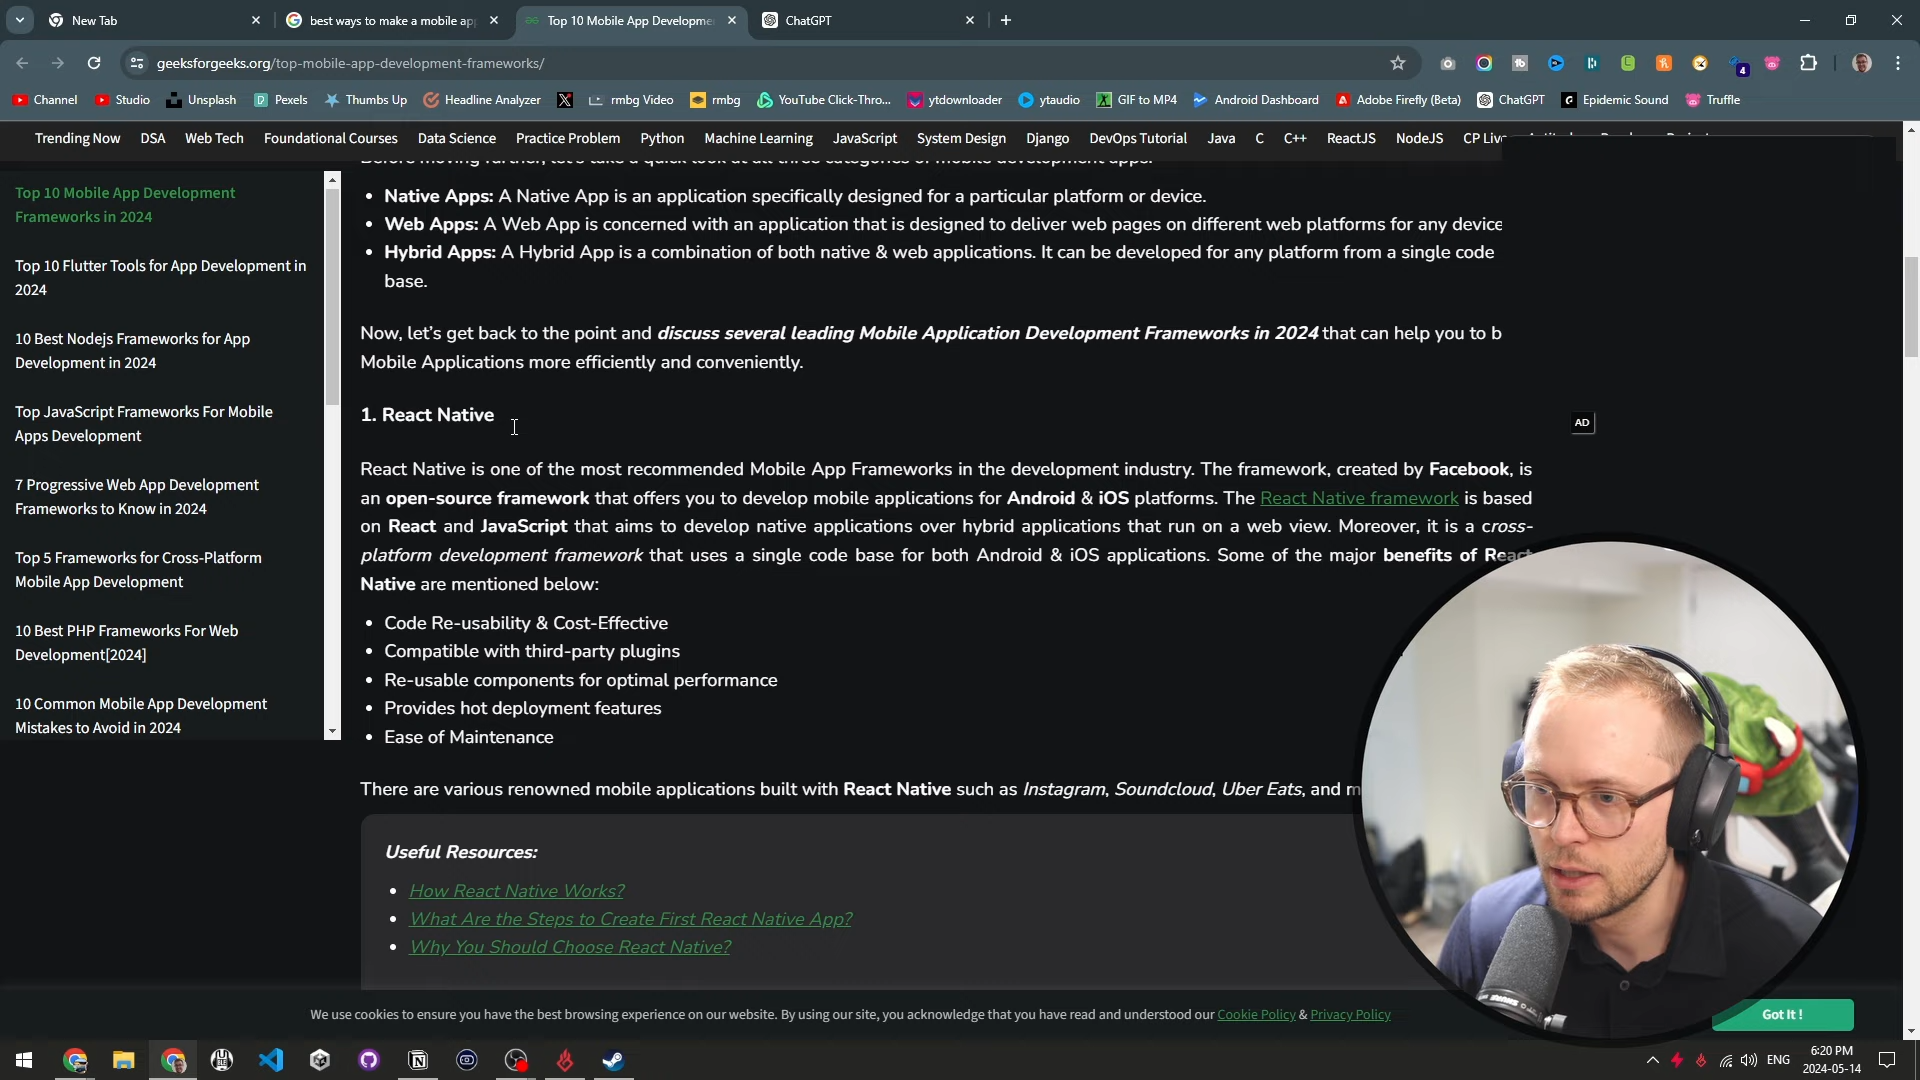 New Tab
best ways to make a mobile ap
Top 10 Mobile App Developme
ChatGPT
geeksforgeeks.org/top-mobile-app-development-frameworks/
4
Channel
Studio
Unsplash
Pexels
Thumbs Up
Headline Analyzer
rmbg Video
rmbg
YouTube Click-Thro...
ytdownloader
ytaudio
GIF to MP4
Android Dashboard
Adobe Firefly (Beta)
ChatGPT
Epidemic Sound
Truffle
Trending Now DSA Web Tech Foundational Courses Data Science Practice Problem Python Machine Learning JavaScript System Design Django DevOps Tutorial Java C C++ ReactJS NodeJS CP Live
Top 10 Mobile App Development
Frameworks in 2024
Top 10 Flutter Tools for App Development in
2024
10 Best Nodejs Frameworks for App
Development in 2024
Top JavaScript Frameworks For Mobile
Apps Development
7 Progressive Web App Development
Frameworks to Know in 2024
Top 5 Frameworks for Cross-Platform
Mobile App Development
10 Best PHP Frameworks For Web
Development[2024]
10 Common Mobile App Development
Mistakes to Avoid in 2024
Before moving further, let's take a quick look at all three categories of mobile development apps:
• Native Apps: A Native App is an application specifically designed for a particular platform or device.
• Web Apps: A Web App is concerned with an application that is designed to deliver web pages on different web platforms for any device
• Hybrid Apps: A Hybrid App is a combination of both native & web applications. It can be developed for any platform from a single code
base.
Now, let's get back to the point and discuss several leading Mobile Application Development Frameworks in 2024 that can help you to b
Mobile Applications more efficiently and conveniently.
1. React Native
AD
React Native is one of the most recommended Mobile App Frameworks in the development industry. The framework, created by Facebook, is
an open-source framework that offers you to develop mobile applications for Android & iOS platforms. The React Native framework is based
on React and JavaScript that aims to develop native applications over hybrid applications that run on a web view. Moreover, it is a cross-
platform development framework that uses a single code base for both Android & iOS applications. Some of the major benefits of React
Native are mentioned below:
• Code Re-usability & Cost-Effective
• Compatible with third-party plugins
• Re-usable components for optimal performance
• Provides hot deployment features
• Ease of Maintenance
There are various renowned mobile applications built with React Native such as Instagram, Soundcloud, Uber Eats, and m
Useful Resources:
• How React Native Works?
• What Are the Steps to Create First React Native App?
• Why You Should Choose React Native?
We use cookies to ensure you have the best browsing experience on our website. By using our site, you acknowledge that you have read and understood our Cookie Policy & Privacy Policy
Got It !
ENG
6:20 PM
2024-05-14